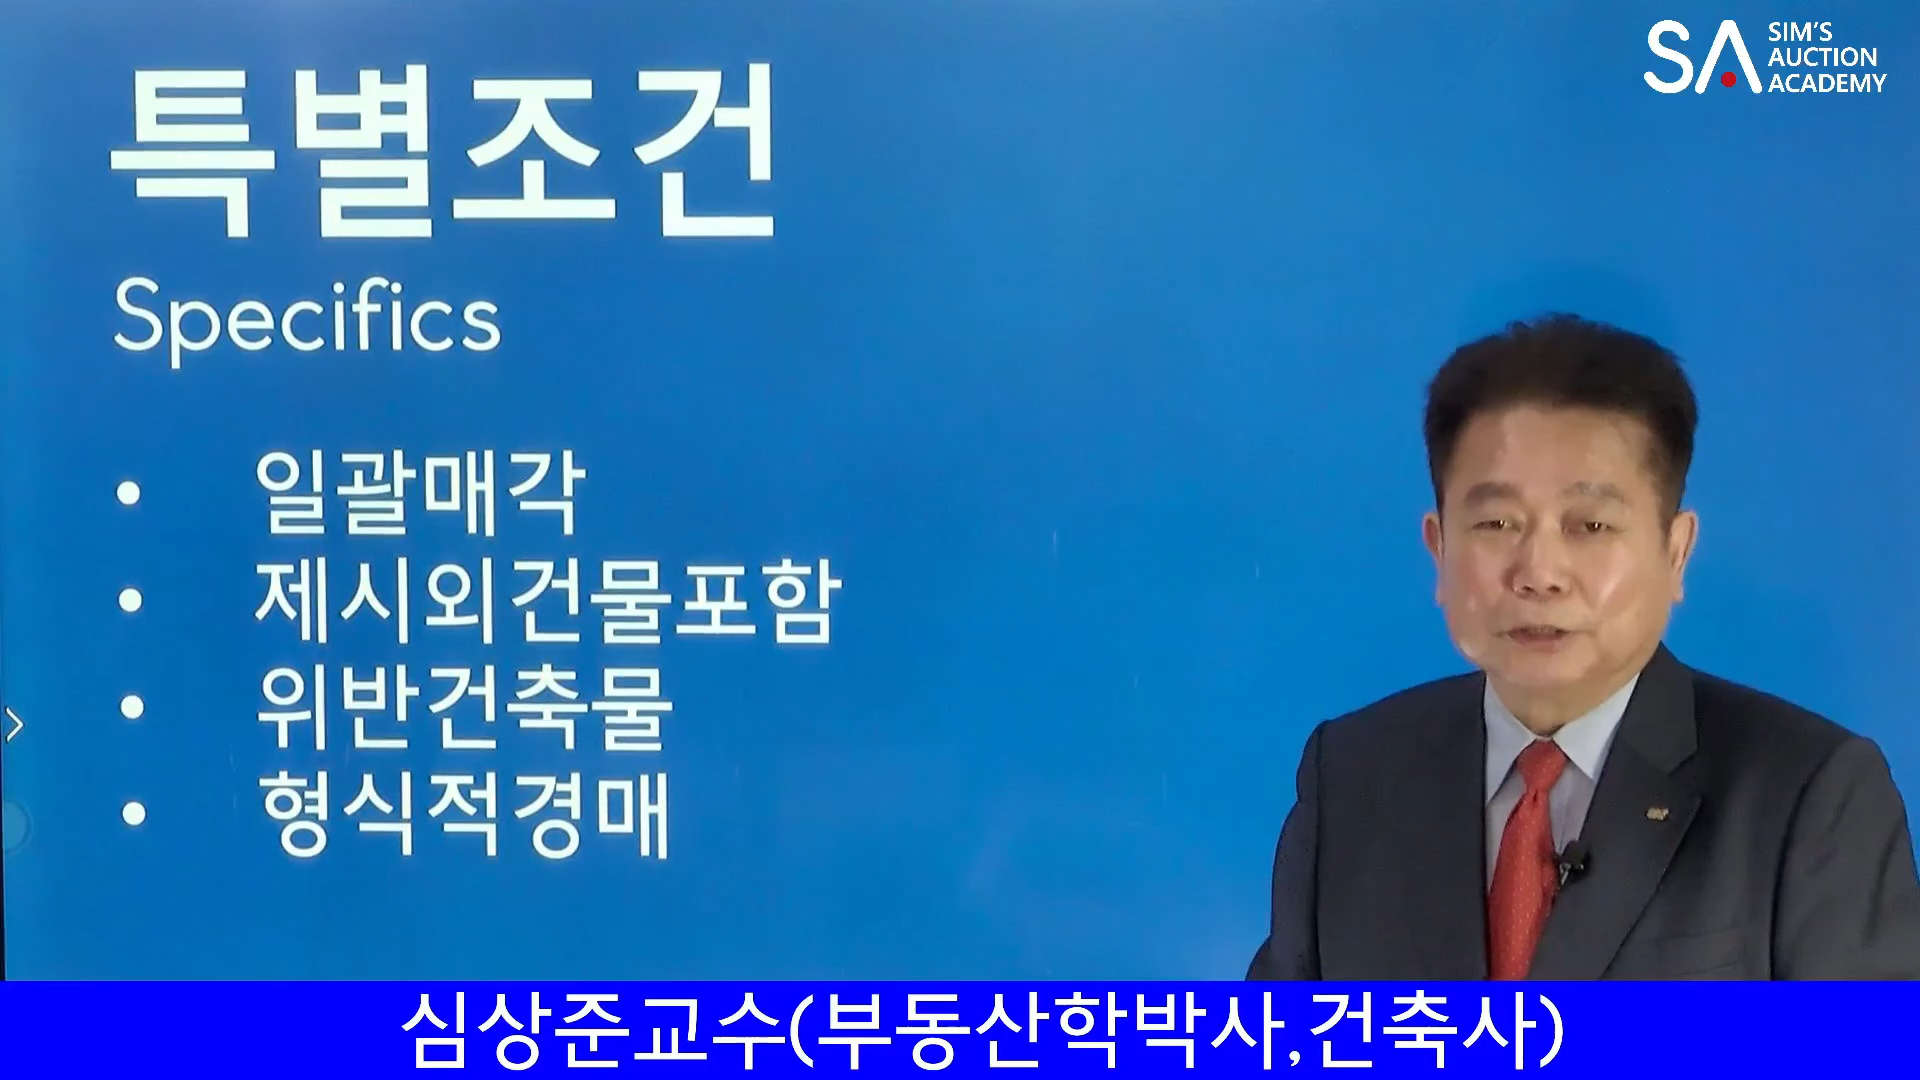 특별조건
Specifics
• 일괄매각
• 제시외건물포함
• 위반건축물
• 형식적경매
SA SIM'S
AUCTION
ACADEMY
심상준교수(부동산학박사,건축사)